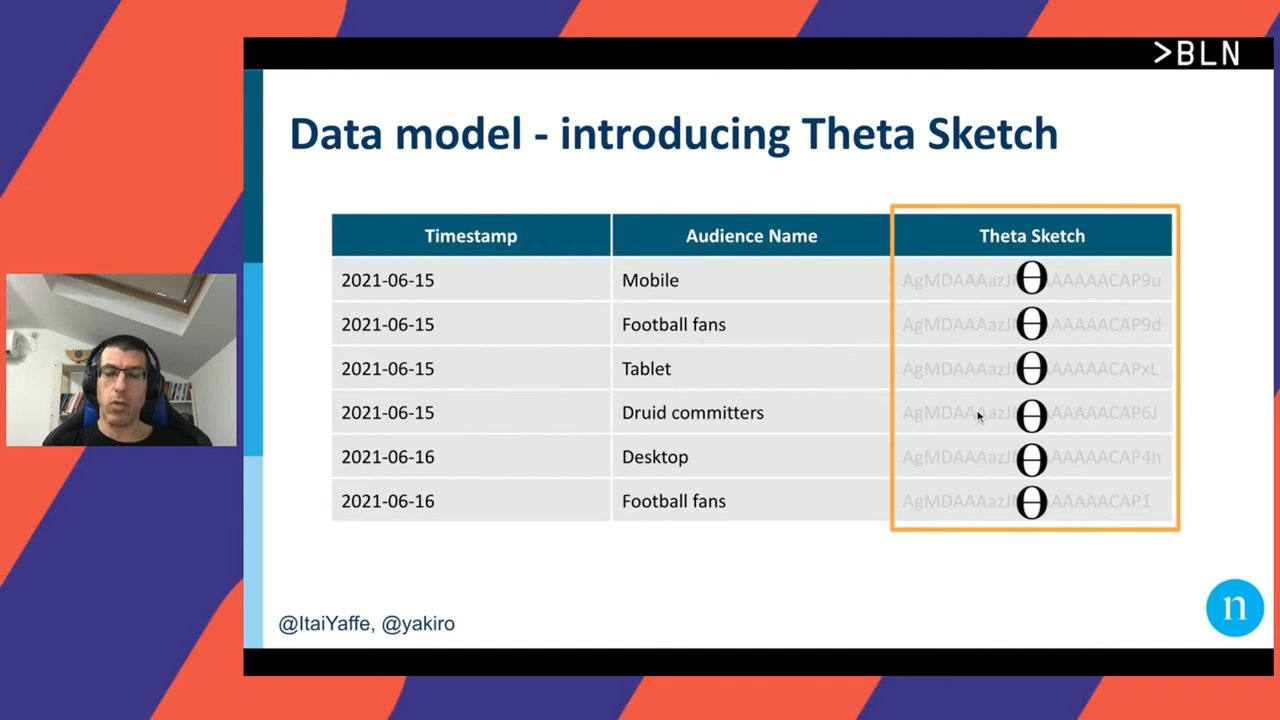 >BLN
Data model - introducing Theta Sketch
Timestamp Audience Name Theta Sketch
2021-06-15 Mobile AgMDAAAazJ Θ AAAAACAP9u
2021-06-15 Football fans AgMDAAAazJ Θ AAAAACAP9d
2021-06-15 Tablet AgMDAAAazJ Θ AAAAACAPxL
2021-06-15 Druid committers AgMDAAAazJ Θ AAAAACAP6J
2021-06-16 Desktop AgMDAAAazJ Θ AAAAACAP4h
2021-06-16 Football fans AgMDAAAazJ Θ AAAAACAP1
@ItaiYaffe, @yakiro
n